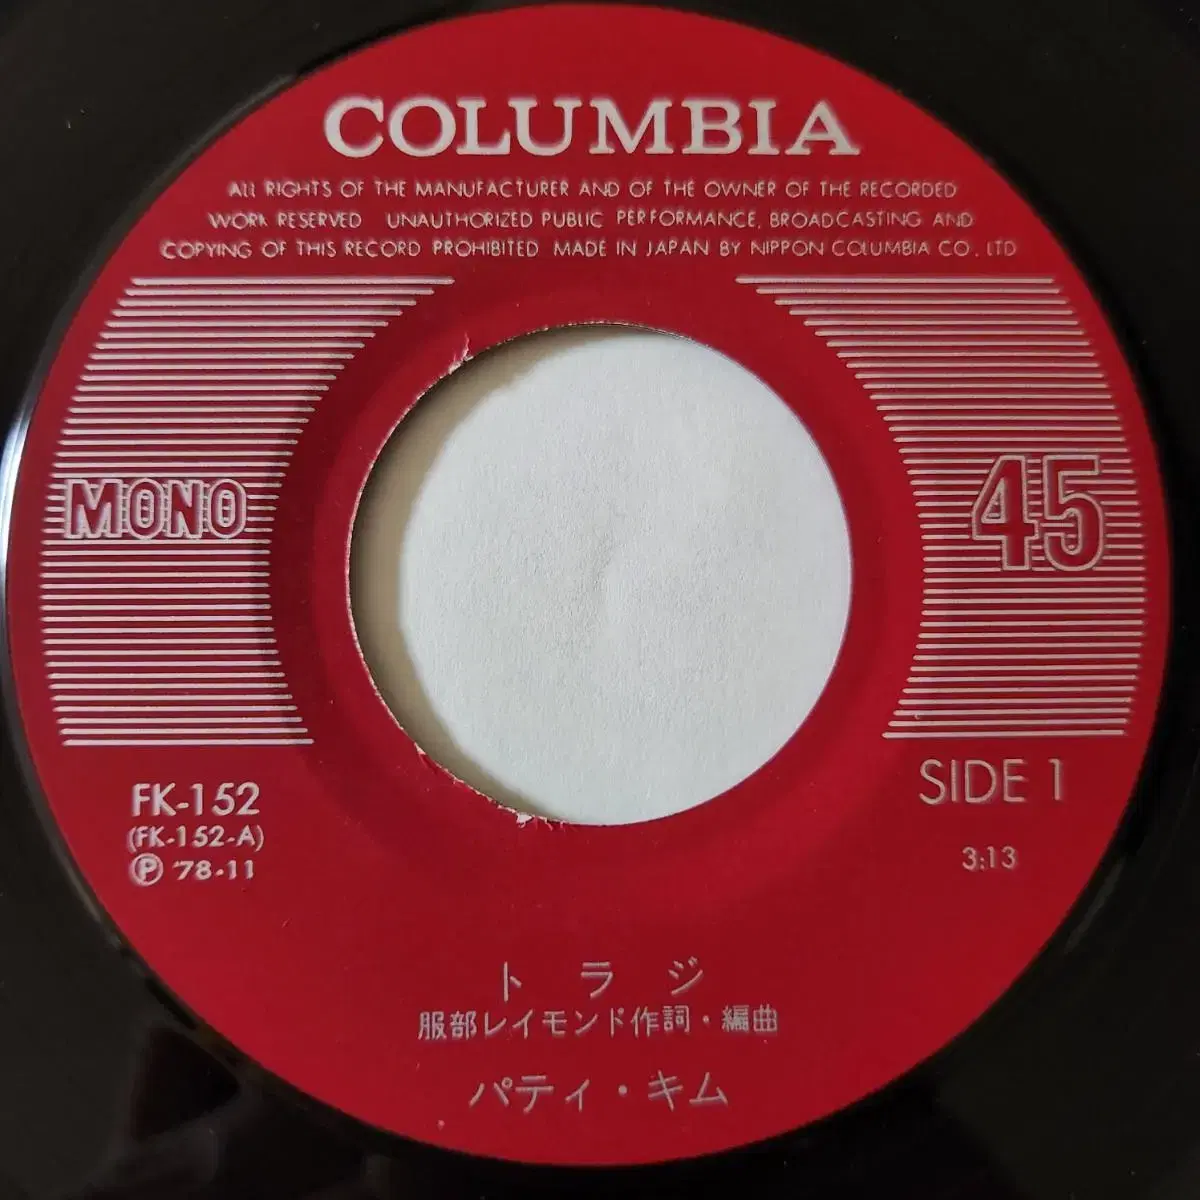 COLUMBIA
ALL RIGHTS OF THE MANUFACTURER AND OF THE OWNER OF THE RECORDED
WORK RESERVED UNAUTHORIZED PUBLIC PERFORMANCE, BROADCASTING AND
COPYING OF THIS RECORD PROHIBITED MADE IN JAPAN BY NIPPON COLUMBIA CO. LTD
MONO
45
FK-152
(FK-152-A)
Ⓟ '78-11
SIDE 1
3:13
トラジ
服部レイモンド作詞・編曲
パティ・キム